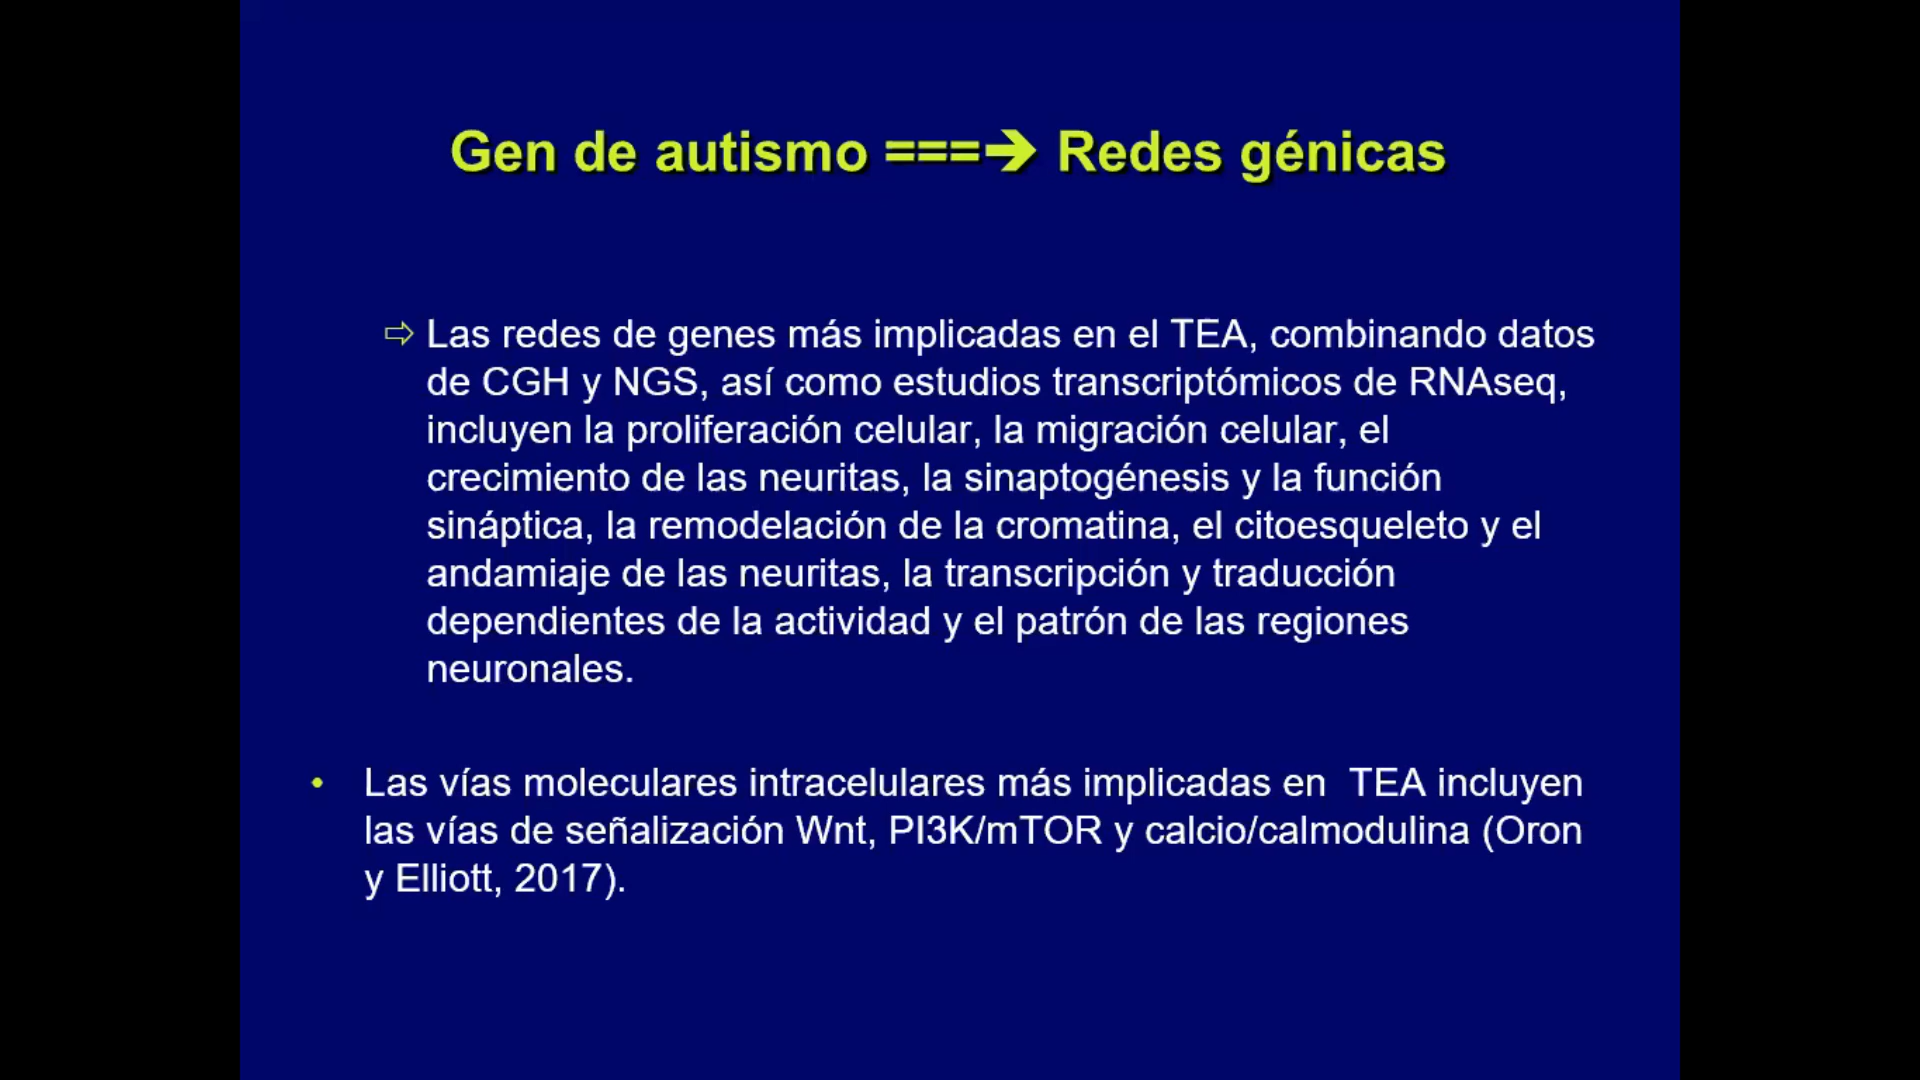 Gen de autismo ===➔ Redes génicas
⇨ Las redes de genes más implicadas en el TEA, combinando datos
de CGH y NGS, así como estudios transcriptómicos de RNAseq,
incluyen la proliferación celular, la migración celular, el
crecimiento de las neuritas, la sinaptogénesis y la función
sináptica, la remodelación de la cromatina, el citoesqueleto y el
andamiaje de las neuritas, la transcripción y traducción
dependientes de la actividad y el patrón de las regiones
neuronales.
• Las vías moleculares intracelulares más implicadas en  TEA incluyen
las vías de señalización Wnt, PI3K/mTOR y calcio/calmodulina (Oron
y Elliott, 2017).